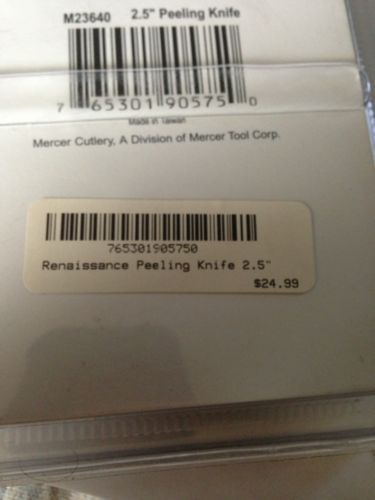 M23640 2.5" Peeling Knife
7 65301 90575 0
Made in Taiwan
Mercer Cutlery, A Division of Mercer Tool Corp.
765301905750
Renaissance Peeling Knife 2.5"
$24.99